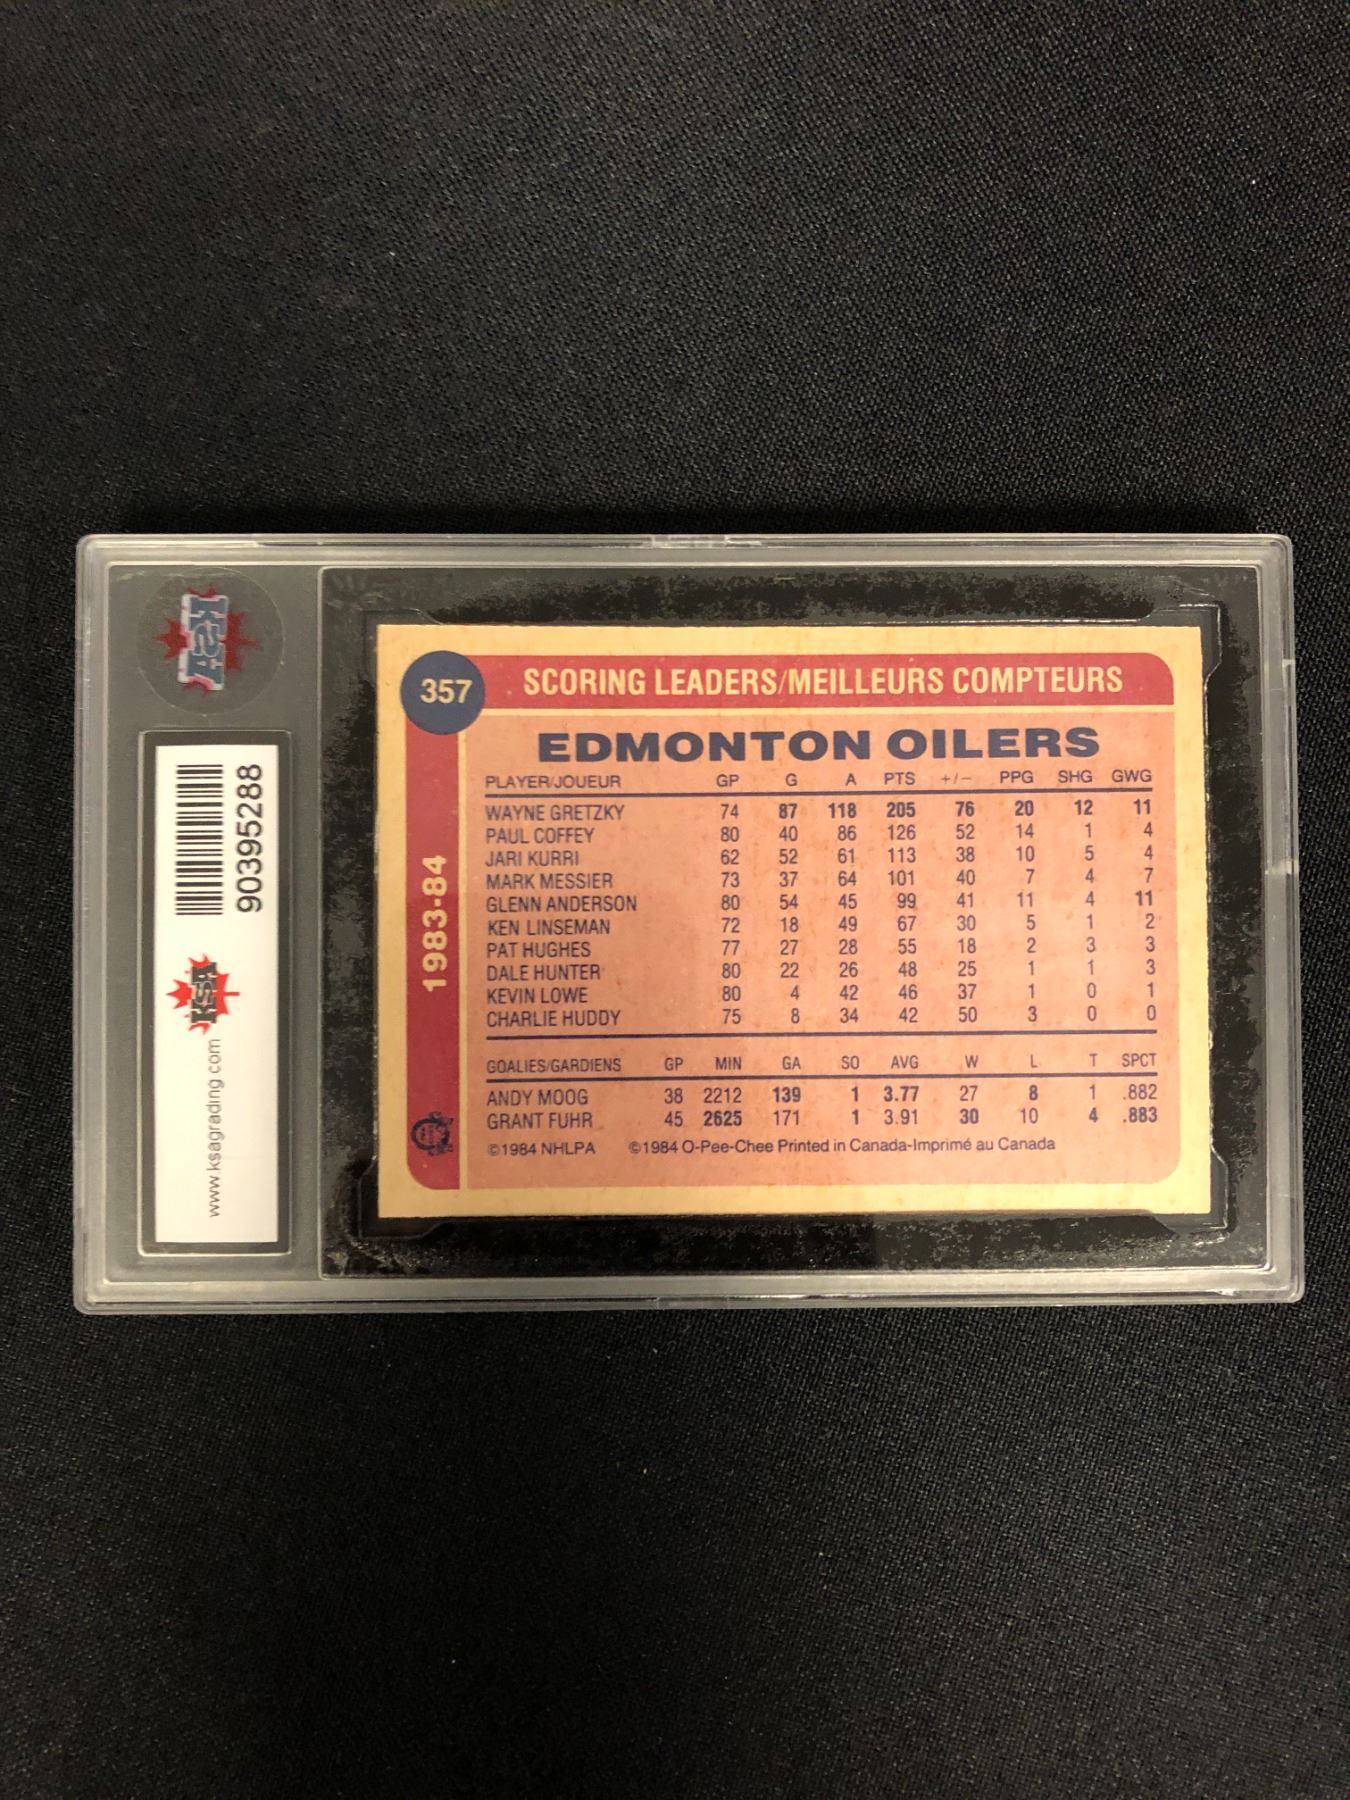 357
SCORING LEADERS/MEILLEURS COMPTEURS
1983-84
EDMONTON OILERS
PLAYER/JOUEUR GP G A PTS +/- PPG SHG GWG
WAYNE GRETZKY 74 87 118 205 76 20 12 11
PAUL COFFEY 80 40 86 126 52 14 1 4
JARI KURRI 62 52 61 113 38 10 5 4
MARK MESSIER 73 37 64 101 40 7 4 7
GLENN ANDERSON 80 54 45 99 41 11 4 11
KEN LINSEMAN 72 18 49 67 30 5 1 2
PAT HUGHES 77 27 28 55 18 2 3 3
DALE HUNTER 80 22 26 48 25 1 1 3
KEVIN LOWE 80 4 42 46 37 1 0 1
CHARLIE HUDDY 75 8 34 42 50 3 0 0
GOALIES/GARDIENS GP MIN GA SO AVG W L T SPCT
ANDY MOOG 38 2212 139 1 3.77 27 8 1 .882
GRANT FUHR 45 2625 171 1 3.91 30 10 4 .883
©1984 NHLPA ©1984 O-Pee-Chee Printed in Canada-Imprimé au Canada
KSA
90395288
KSA
www.ksagrading.com